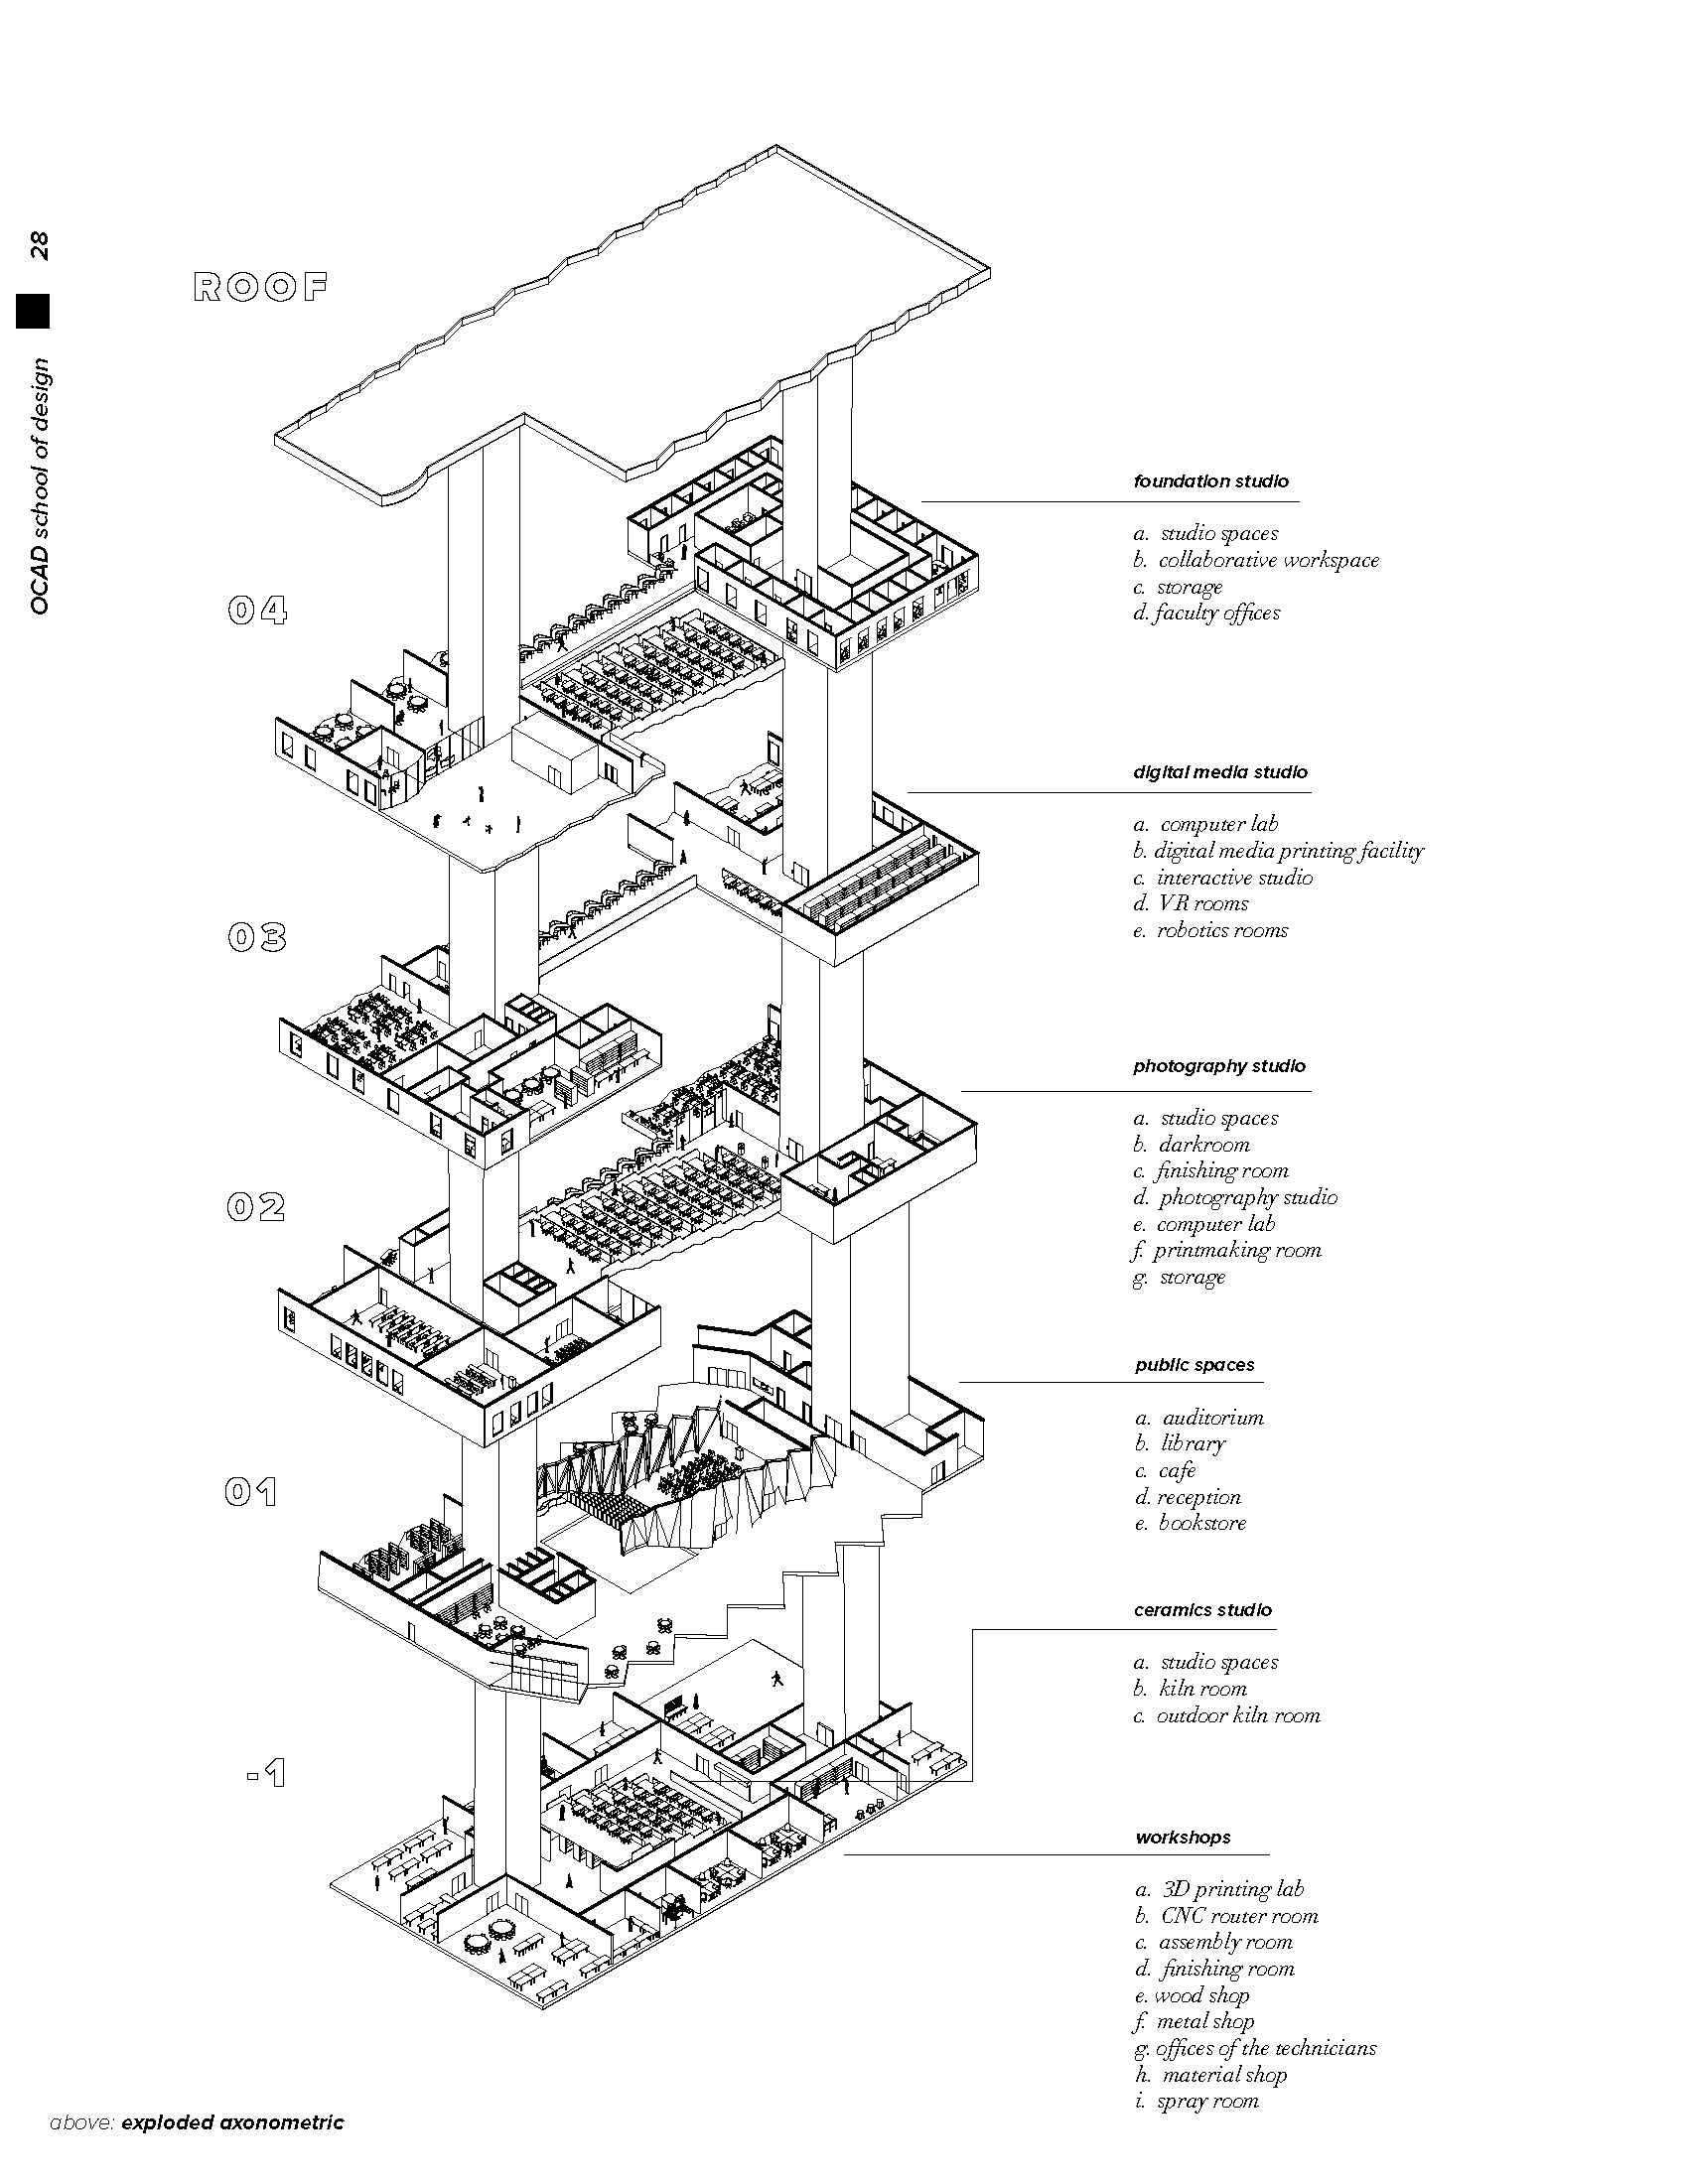 28
OCAD school of design
ROOF
04
03
02
01
-1
foundation studio
a. studio spaces
b. collaborative workspace
c. storage
d. faculty offices
digital media studio
a. computer lab
b. digital media printing facility
c. interactive studio
d. VR rooms
e. robotics rooms
photography studio
a. studio spaces
b. darkroom
c. finishing room
d. photography studio
e. computer lab
f. printmaking room
g. storage
public spaces
a. auditorium
b. library
c. cafe
d. reception
e. bookstore
ceramics studio
a. studio spaces
b. kiln room
c. outdoor kiln room
workshops
a. 3D printing lab
b. CNC router room
c. assembly room
d. finishing room
e. wood shop
f. metal shop
g. offices of the technicians
h. material shop
i. spray room
above: exploded axonometric